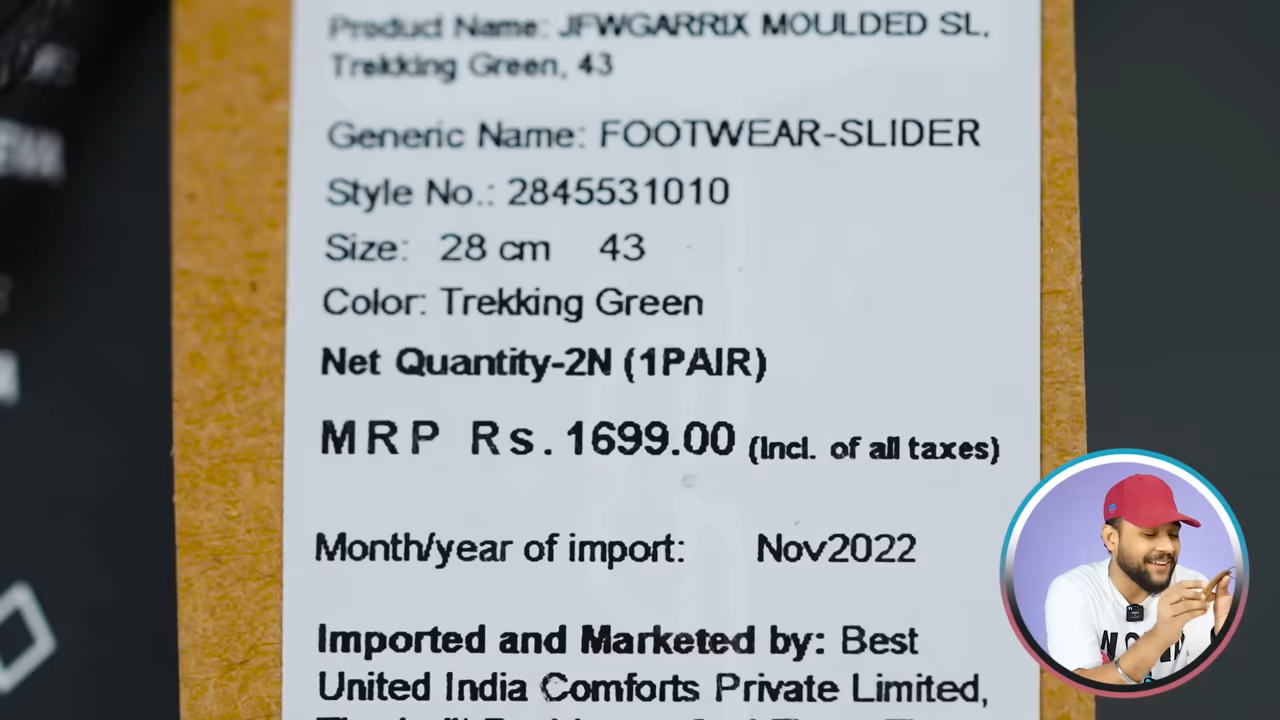 Product Name: JFWGARRIX MOULDED SL,
Trekking Green, 43
Generic Name: FOOTWEAR-SLIDER
Style No.: 2845531010
Size: 28 cm 43
Color: Trekking Green
Net Quantity-2N (1PAIR)
MRP Rs. 1699.00 (Incl. of all taxes)
Month/year of import: Nov2022
Imported and Marketed by: Best
United India Comforts Private Limited,